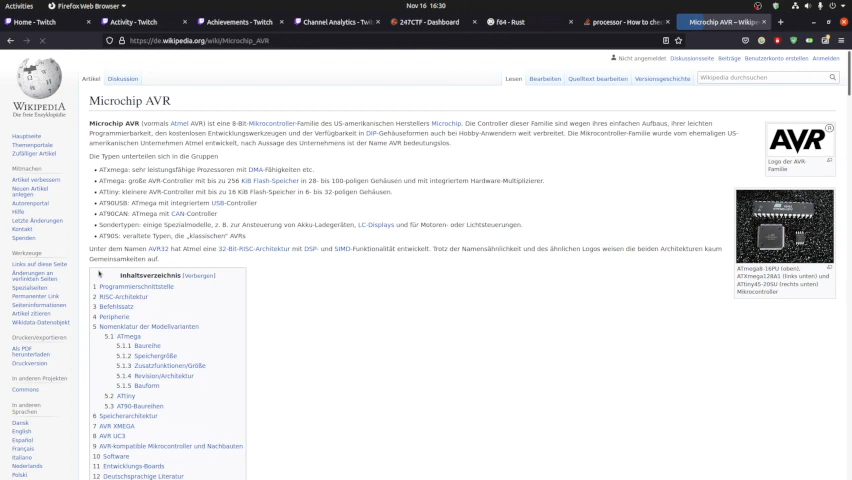 Activities
Firefox Web Browser
Nov 16 16:30
Home - Twitch
Activity - Twitch
Achievements - Twitch
Channel Analytics - Twitch
247CTF - Dashboard
f64 - Rust
processor - How to chec
Microchip AVR – Wikipe
https://de.wikipedia.org/wiki/Microchip_AVR
Nicht angemeldet Diskussionsseite Beiträge Benutzerkonto erstellen Anmelden
Artikel Diskussion
Lesen Bearbeiten Quelltext bearbeiten Versionsgeschichte
Wikipedia durchsuchen
WIKIPEDIA
Die freie Enzyklopädie
Hauptseite
Themenportale
Zufälliger Artikel
Mitmachen
Artikel verbessern
Neuen Artikel
anlegen
Autorenportal
Hilfe
Letzte Änderungen
Kontakt
Spenden
Werkzeuge
Links auf diese Seite
Änderungen an
verlinkten Seiten
Spezialseiten
Permanenter Link
Seiteninformationen
Artikel zitieren
Wikidata-Datenobjekt
Drucken/exportieren
Als PDF
herunterladen
Druckversion
In anderen Projekten
Commons
In anderen
Sprachen
Dansk
English
Español
Français
Italiano
Nederlands
Polski
Microchip AVR
Microchip AVR (vormals Atmel AVR) ist eine 8-Bit-Mikrocontroller-Familie des US-amerikanischen Herstellers Microchip. Die Controller dieser Familie sind wegen ihres einfachen Aufbaus, ihrer leichten
Programmierbarkeit, den kostenlosen Entwicklungswerkzeugen und der Verfügbarkeit in DIP-Gehäuseformen auch bei Hobby-Anwendern weit verbreitet. Die Mikrocontroller-Familie wurde vom ehemaligen US-
amerikanischen Unternehmen Atmel entwickelt, nach Aussage des Unternehmens ist der Name AVR bedeutungslos.
Die Typen unterteilen sich in die Gruppen
• ATxmega: sehr leistungsfähige Prozessoren mit DMA-Fähigkeiten etc.
• ATmega: große AVR-Controller mit bis zu 256 KiB Flash-Speicher in 28- bis 100-poligen Gehäusen und mit integriertem Hardware-Multiplizierer.
• ATtiny: kleinere AVR-Controller mit bis zu 16 KiB Flash-Speicher in 6- bis 32-poligen Gehäusen.
• AT90USB: ATmega mit integriertem USB-Controller
• AT90CAN: ATmega mit CAN-Controller
• Sondertypen: einige Spezialmodelle, z. B. zur Ansteuerung von Akku-Ladegeräten, LC-Displays und für Motoren- oder Lichtsteuerungen.
• AT90S: veraltete Typen, die „klassischen“ AVRs
Unter dem Namen AVR32 hat Atmel eine 32-Bit-RISC-Architektur mit DSP- und SIMD-Funktionalität entwickelt. Trotz der Namensähnlichkeit und des ähnlichen Logos weisen die beiden Architekturen kaum
Gemeinsamkeiten auf.
AVR
Logo der AVR-
Familie
ATmega8-16PU (oben),
ATXmega128A1 (links unten) und
ATtiny45-20SU (rechts unten)
Mikrocontroller
Inhaltsverzeichnis [Verbergen]
1 Programmierschnittstelle
2 RISC-Architektur
3 Befehlssatz
4 Peripherie
5 Nomenklatur der Modellvarianten
5.1 ATmega
5.1.1 Baureihe
5.1.2 Speichergröße
5.1.3 Zusatzfunktionen/Größe
5.1.4 Revision/Architektur
5.1.5 Bauform
5.2 ATtiny
5.3 AT90-Baureihen
6 Speicherarchitektur
7 AVR XMEGA
8 AVR UC3
9 AVR-kompatible Mikrocontroller und Nachbauten
10 Software
11 Entwicklungs-Boards
12 Deutschsprachige Literatur